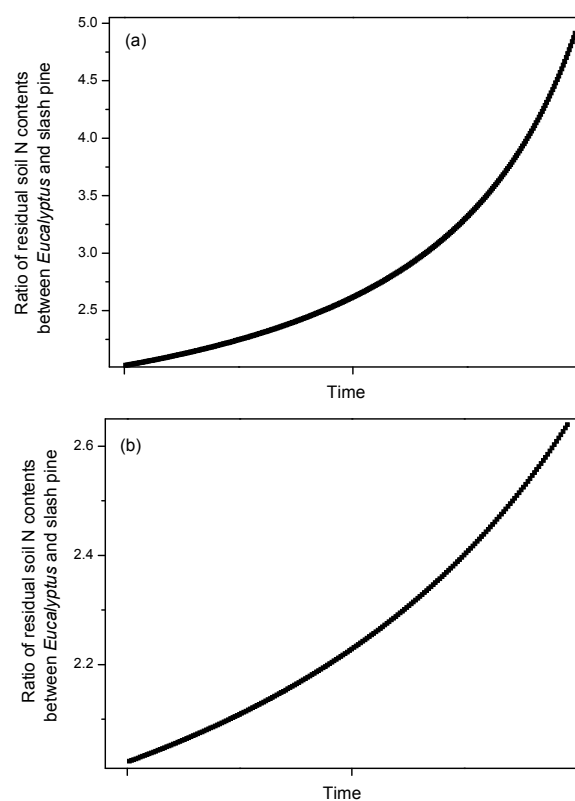 5.0
(a)
4.5
4.0
3.5
3.0
2.5
Ratio of residual soil N contents
between Eucalyptus and slash pine
Time
(b)
2.6
2.4
2.2
Ratio of residual soil N contents
between Eucalyptus and slash pine
Time